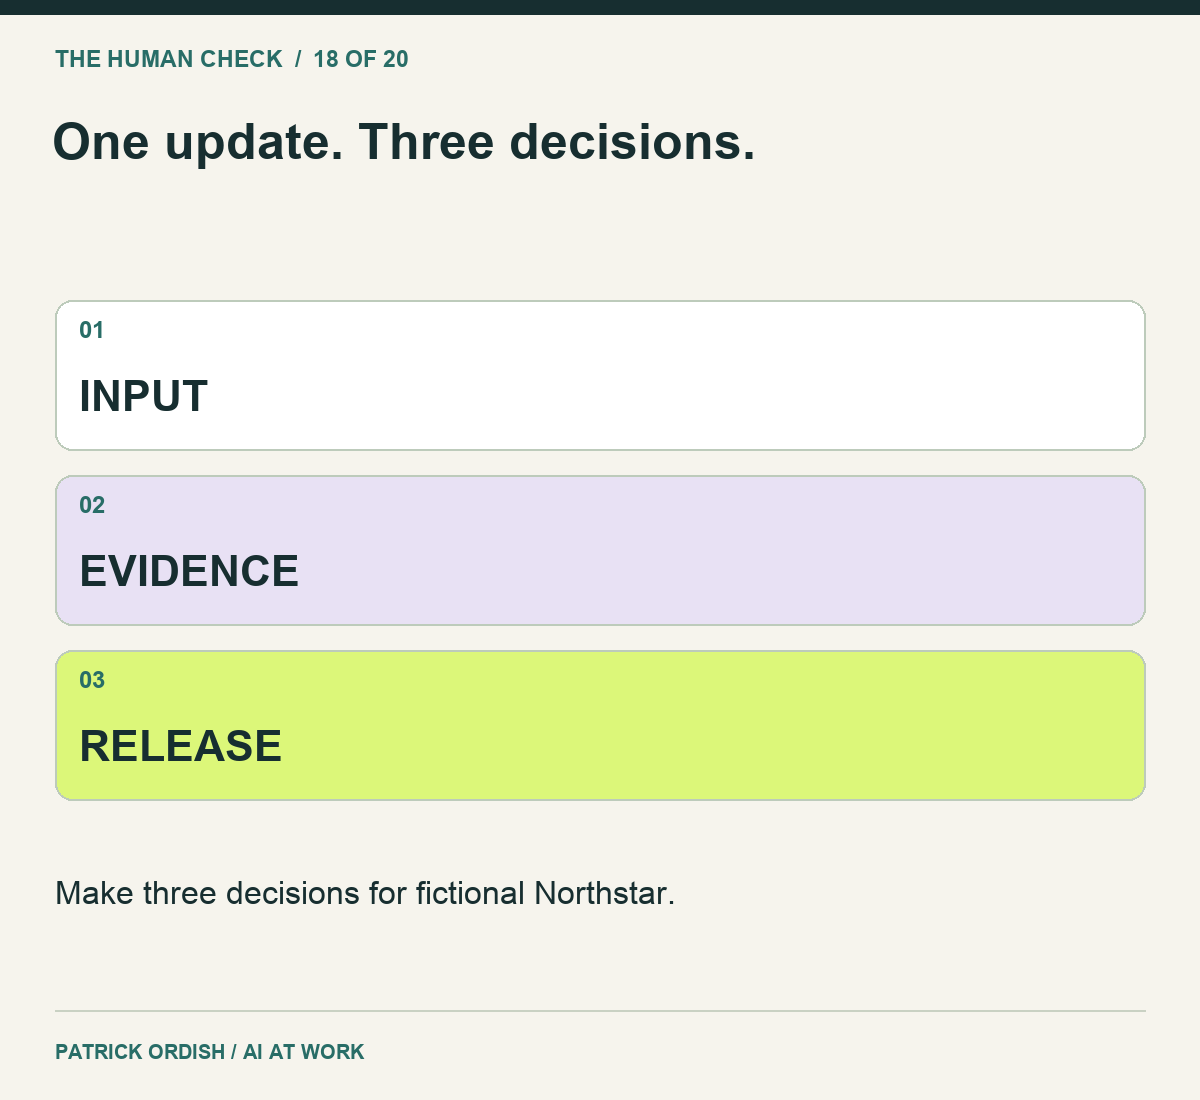 THE HUMAN CHECK / 18 OF 20
One update. Three decisions.
01
INPUT
02
EVIDENCE
03
RELEASE
Make three decisions for fictional Northstar.
PATRICK ORDISH / AI AT WORK